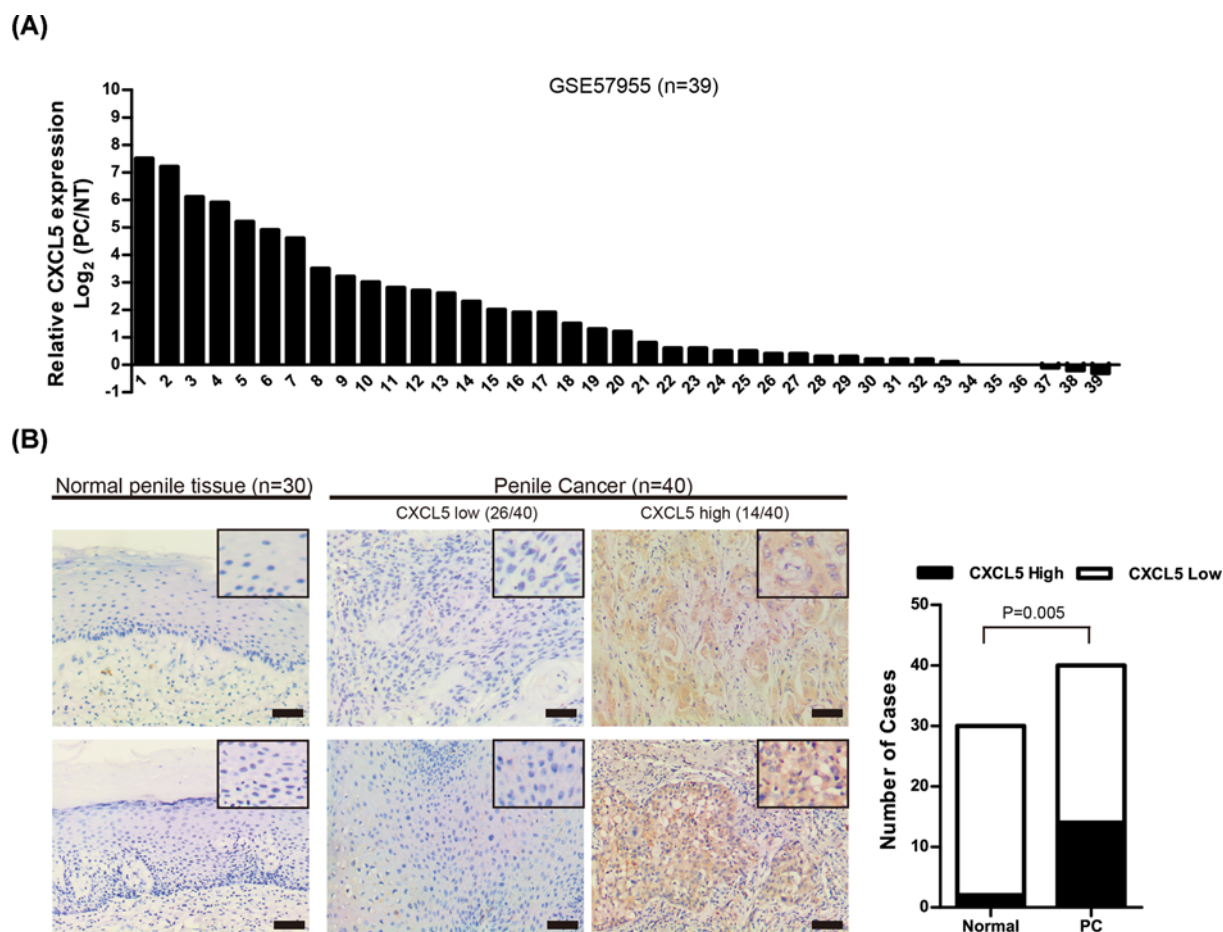 (A)
GSE57955 (n=39)
Relative CXCL5 expression
Log2 (PC/NT)
10
9
8
7
6
5
4
3
2
1
0
-1
1 2 3 4 5 6 7 8 9 10 11 12 13 14 15 16 17 18 19 20 21 22 23 24 25 26 27 28 29 30 31 32 33 34 35 36 37 38 39
(B)
Normal penile tissue (n=30)
Penile Cancer (n=40)
CXCL5 low (26/40)
CXCL5 high (14/40)
CXCL5 High
CXCL5 Low
P=0.005
Number of Cases
50
40
30
20
10
0
Normal
PC